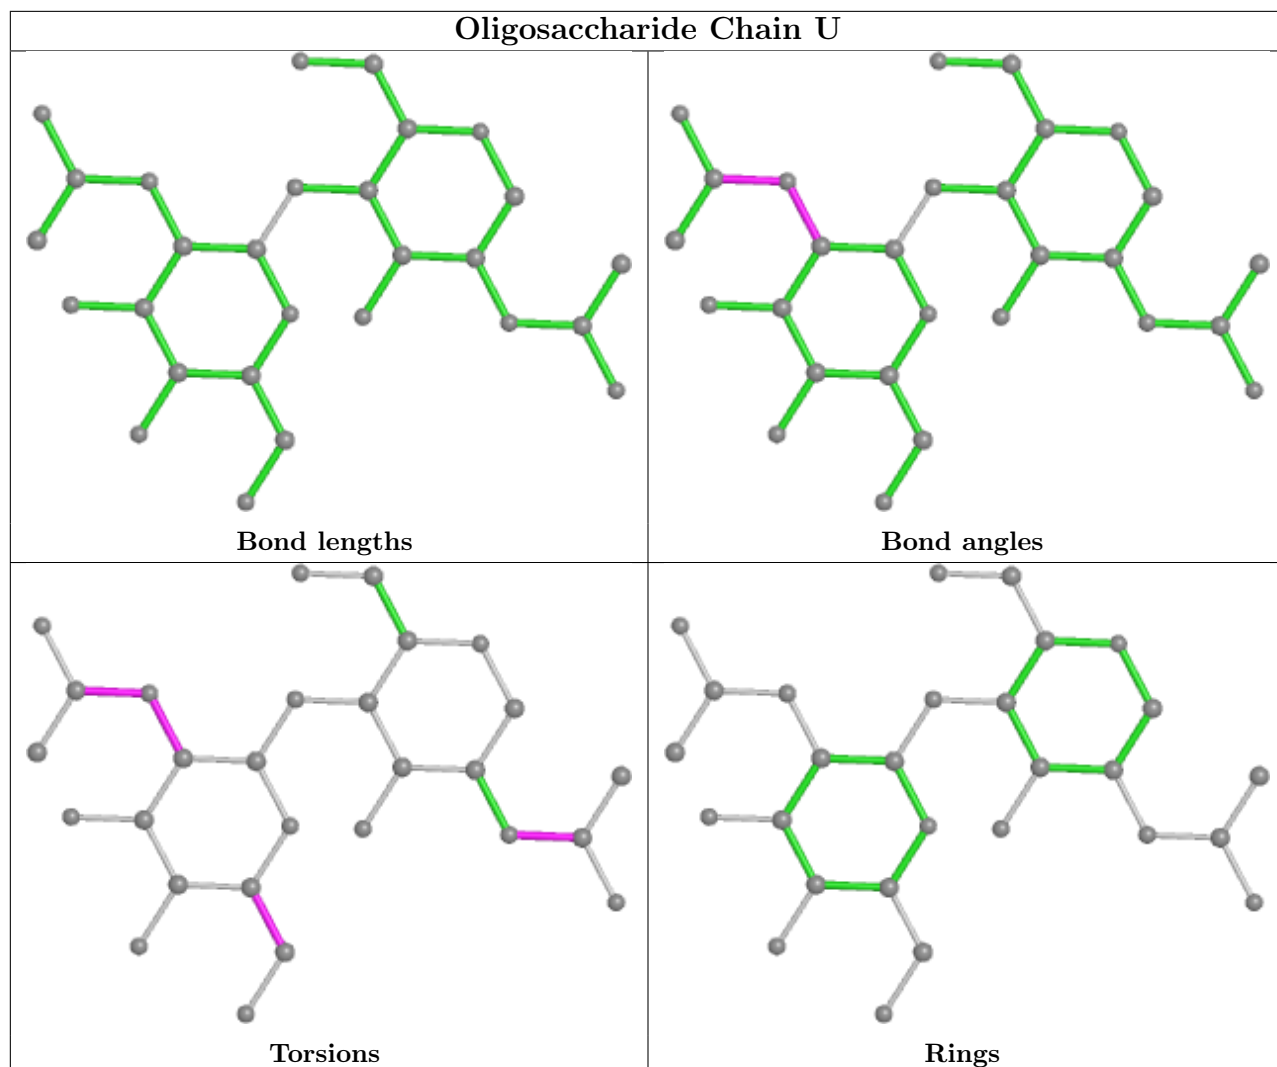 Oligosaccharide Chain U
Bond lengths
Bond angles
Torsions
Rings